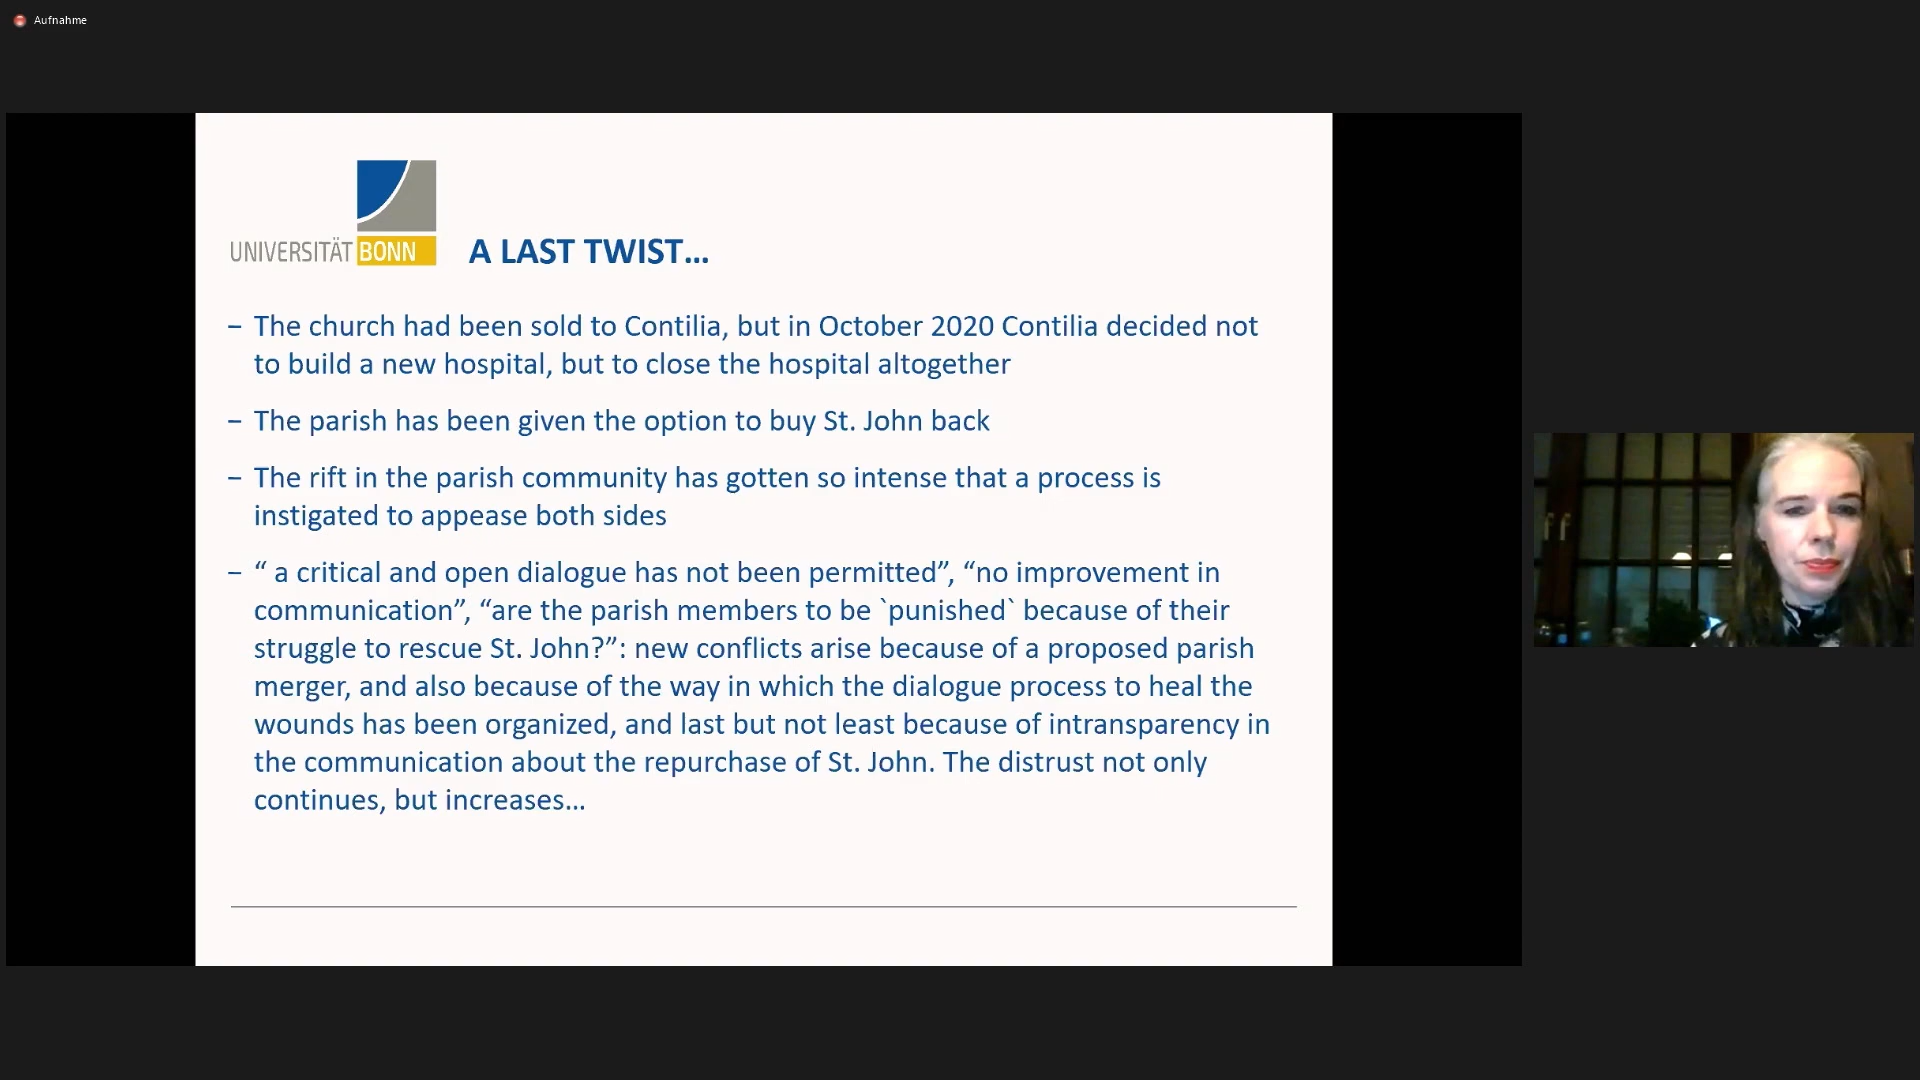 Aufnahme
UNIVERSITÄT BONN
A LAST TWIST...
– The church had been sold to Contilia, but in October 2020 Contilia decided not
to build a new hospital, but to close the hospital altogether
– The parish has been given the option to buy St. John back
– The rift in the parish community has gotten so intense that a process is
instigated to appease both sides
– “ a critical and open dialogue has not been permitted”, “no improvement in
communication”, “are the parish members to be `punished` because of their
struggle to rescue St. John?”: new conflicts arise because of a proposed parish
merger, and also because of the way in which the dialogue process to heal the
wounds has been organized, and last but not least because of intransparency in
the communication about the repurchase of St. John. The distrust not only
continues, but increases...